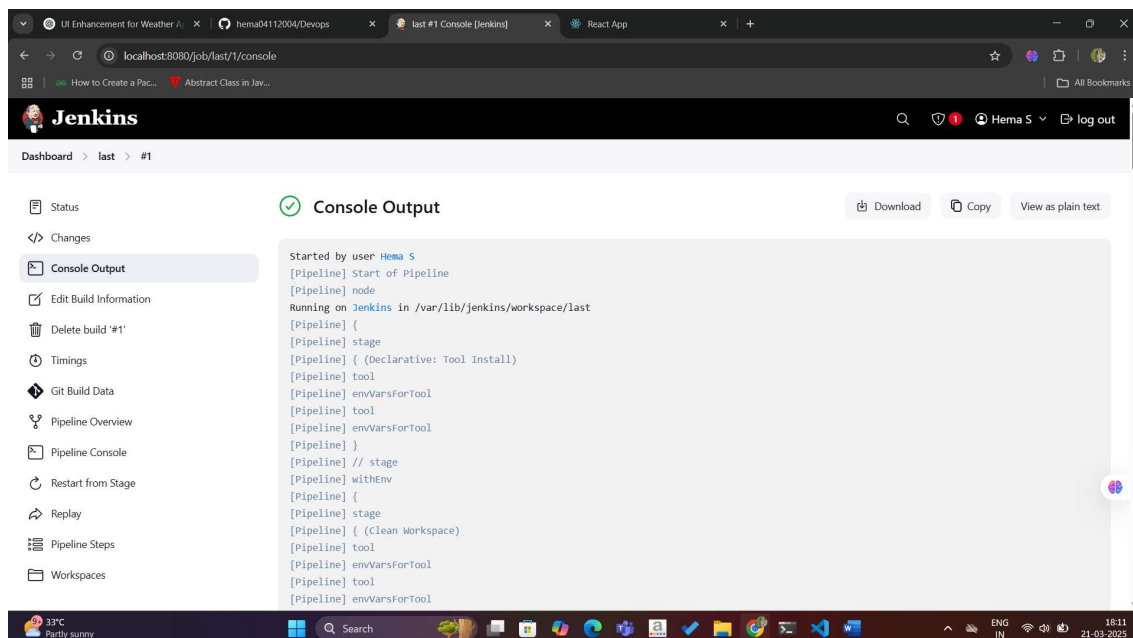 UI Enhancement for Weather A
hema04112004/Devops
last #1 Console [Jenkins]
React App
localhost:8080/job/last/1/console
How to Create a Pac...
Abstract Class in Jav...
All Bookmarks
Jenkins
1
Hema S
log out
Dashboard > last > #1
Status
Changes
Console Output
Edit Build Information
Delete build '#1'
Timings
Git Build Data
Pipeline Overview
Pipeline Console
Restart from Stage
Replay
Pipeline Steps
Workspaces
Console Output
Download
Copy
View as plain text
Started by user Hema S
[Pipeline] Start of Pipeline
[Pipeline] node
Running on Jenkins in /var/lib/jenkins/workspace/last
[Pipeline] {
[Pipeline] stage
[Pipeline] { (Declarative: Tool Install)
[Pipeline] tool
[Pipeline] envVarsForTool
[Pipeline] tool
[Pipeline] envVarsForTool
[Pipeline] }
[Pipeline] // stage
[Pipeline] withEnv
[Pipeline] {
[Pipeline] stage
[Pipeline] { (Clean Workspace)
[Pipeline] tool
[Pipeline] envVarsForTool
[Pipeline] tool
[Pipeline] envVarsForTool
33°C
Partly sunny
Search
ENG
IN
18:11
21-03-2025